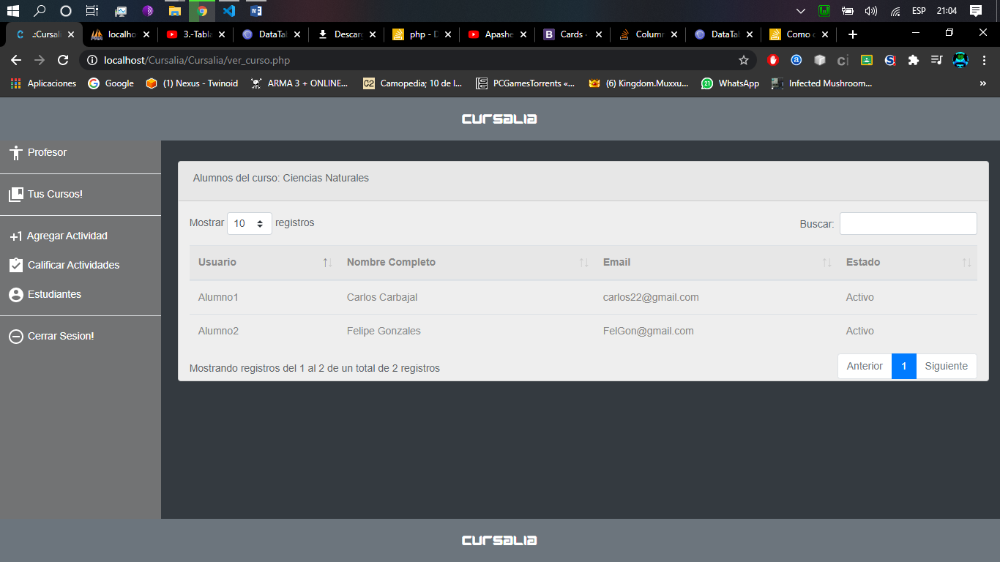 ESP 21:04
.:Cursali localho 3.-Tabla DataTal Descar php - D Apashe Cards Column DataTal Como c
localhost/Cursalia/Cursalia/ver_curso.php
Aplicaciones Google (1) Nexus - Twinoid ARMA 3 + ONLINE... Camopedia; 10 de l... PCGamesTorrents «... (6) Kingdom.Muxxu... WhatsApp Infected Mushroom... »
cursalia
Profesor
Tus Cursos!
+1 Agregar Actividad
Calificar Actividades
Estudiantes
Cerrar Sesion!
Alumnos del curso: Ciencias Naturales
Mostrar 10 registros Buscar:
Usuario Nombre Completo Email Estado
Alumno1 Carlos Carbajal carlos22@gmail.com Activo
Alumno2 Felipe Gonzales FelGon@gmail.com Activo
Mostrando registros del 1 al 2 de un total de 2 registros Anterior 1 Siguiente
cursalia